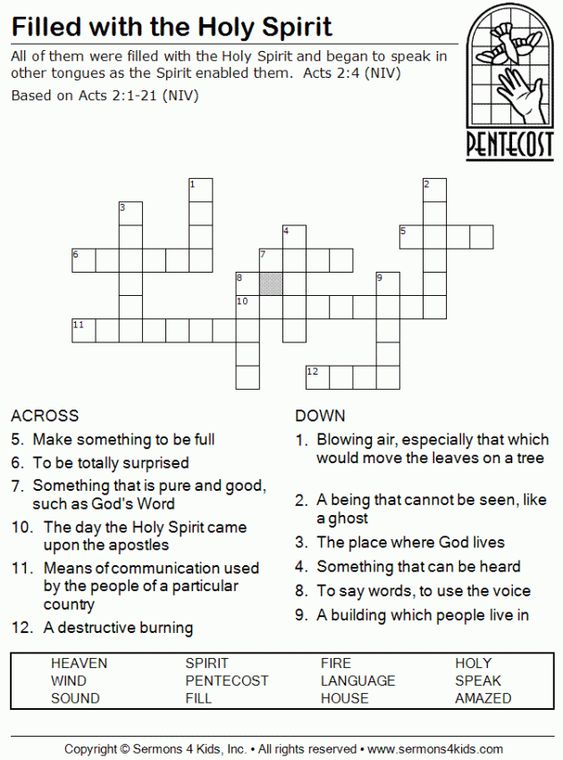 Filled with the Holy Spirit
All of them were filled with the Holy Spirit and began to speak in
other tongues as the Spirit enabled them.  Acts 2:4 (NIV)
Based on Acts 2:1-21 (NIV)
PENTECOST
1
2
3
4
5
6
7
8
9
10
11
12
ACROSS
5. Make something to be full
6. To be totally surprised
7. Something that is pure and good,
such as God's Word
10. The day the Holy Spirit came
upon the apostles
11. Means of communication used
by the people of a particular
country
12. A destructive burning
DOWN
1. Blowing air, especially that which
would move the leaves on a tree
2. A being that cannot be seen, like
a ghost
3. The place where God lives
4. Something that can be heard
8. To say words, to use the voice
9. A building which people live in
HEAVEN SPIRIT FIRE HOLY
WIND PENTECOST LANGUAGE SPEAK
SOUND FILL HOUSE AMAZED
Copyright © Sermons 4 Kids, Inc. • All rights reserved • www.sermons4kids.com